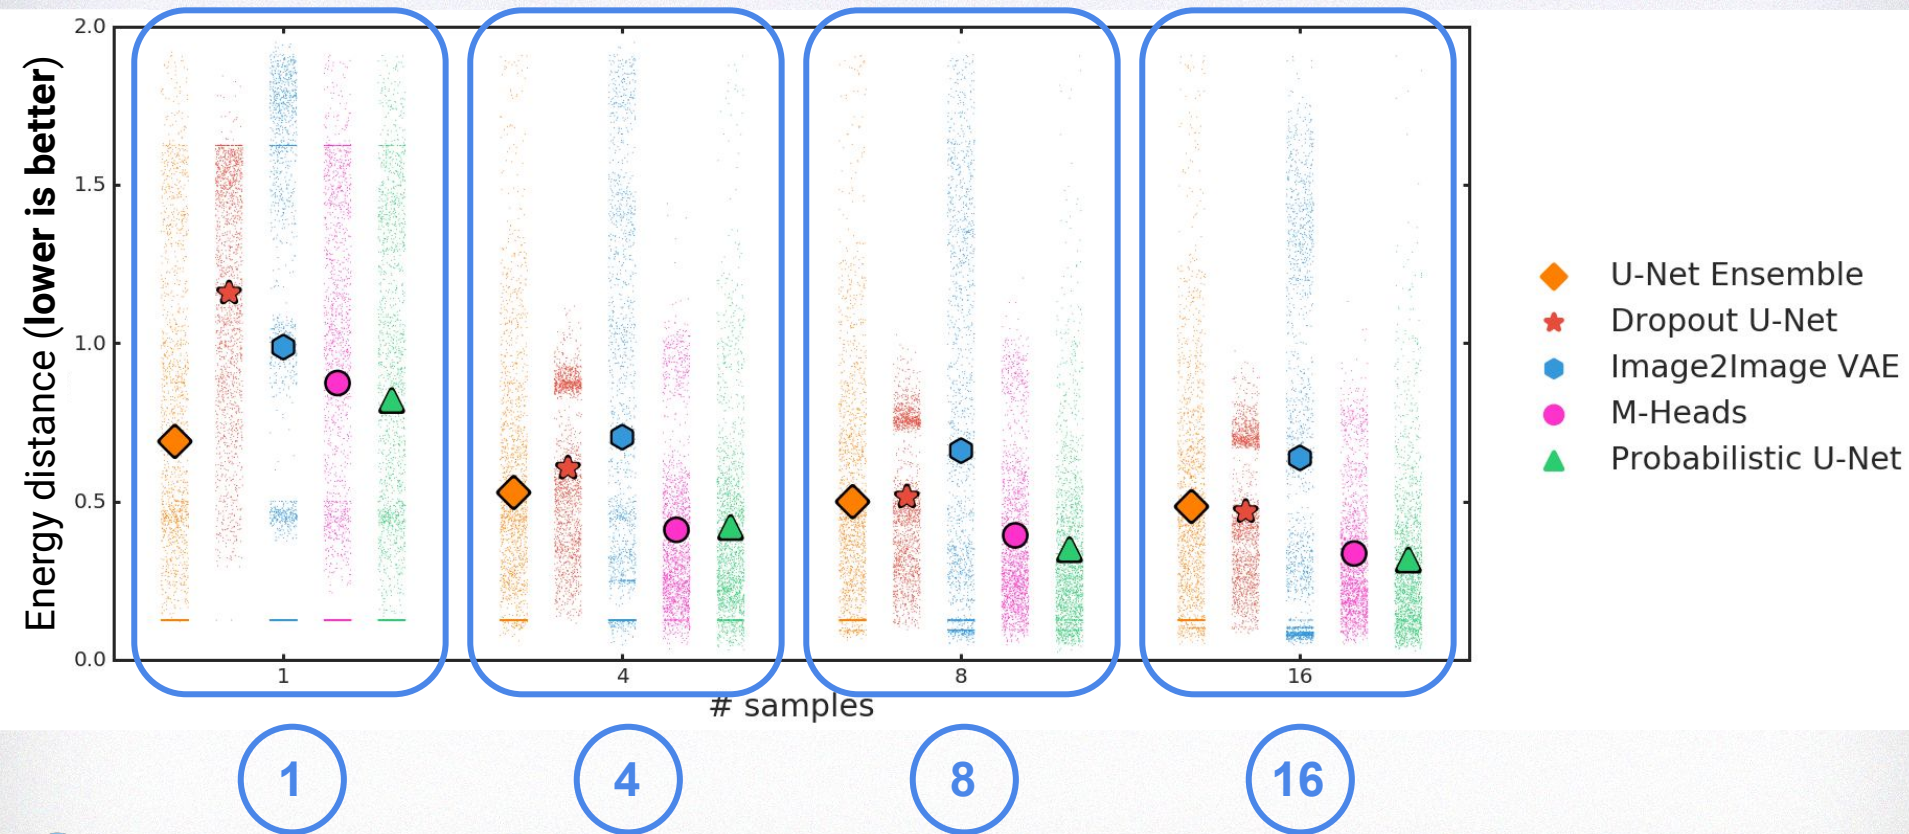 Energy distance (lower is better)
2.0
1.5
1.0
0.5
0.0
1 4 8 16
# samples
U-Net Ensemble
Dropout U-Net
Image2Image VAE
M-Heads
Probabilistic U-Net
1 4 8 16